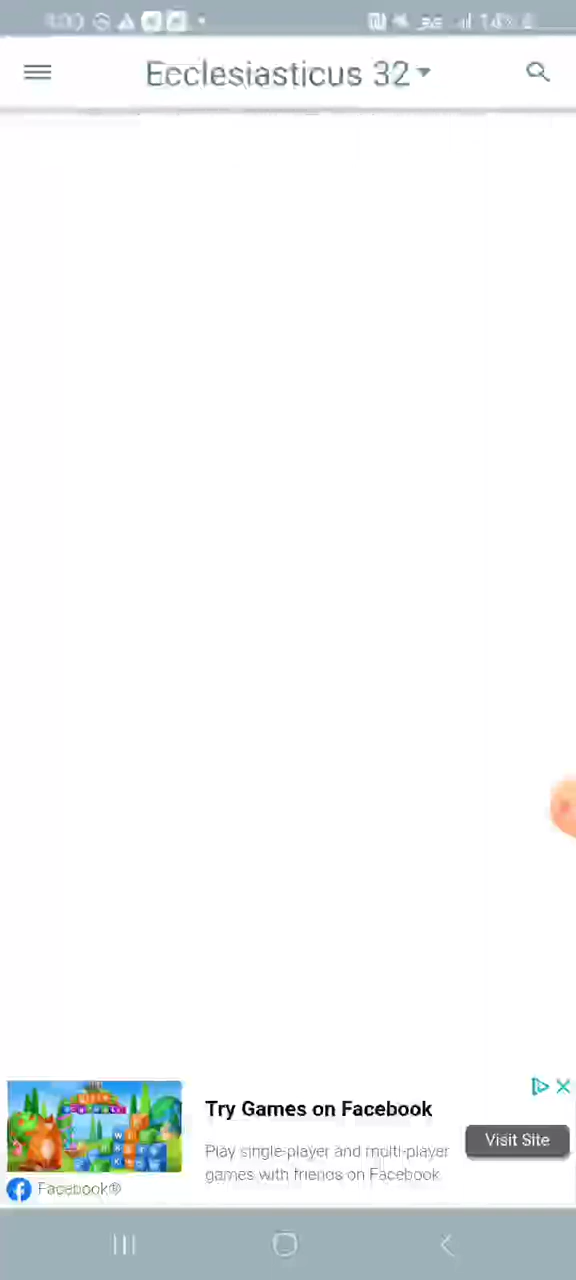 Ecclesiasticus 32
Try Games on Facebook
Play single-player and multi-player
games with friends on Facebook.
Visit Site
Facebook®